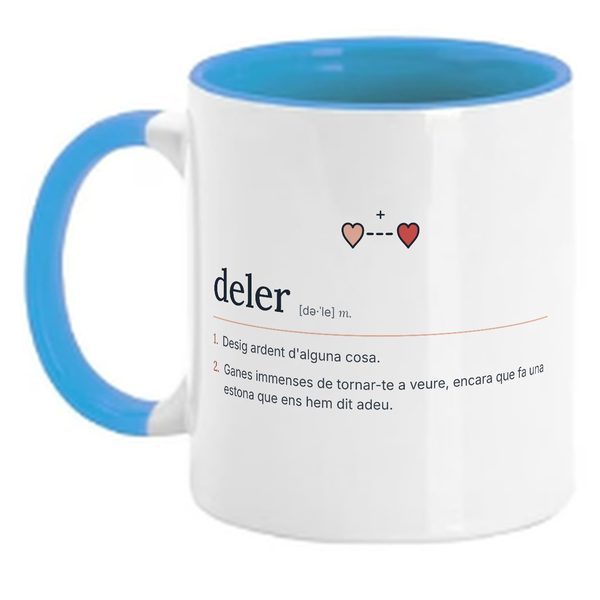 +
deler [də·'le] m.
1. Desig ardent d'alguna cosa.
2. Ganes immenses de tornar-te a veure, encara que fa una
estona que ens hem dit adeu.